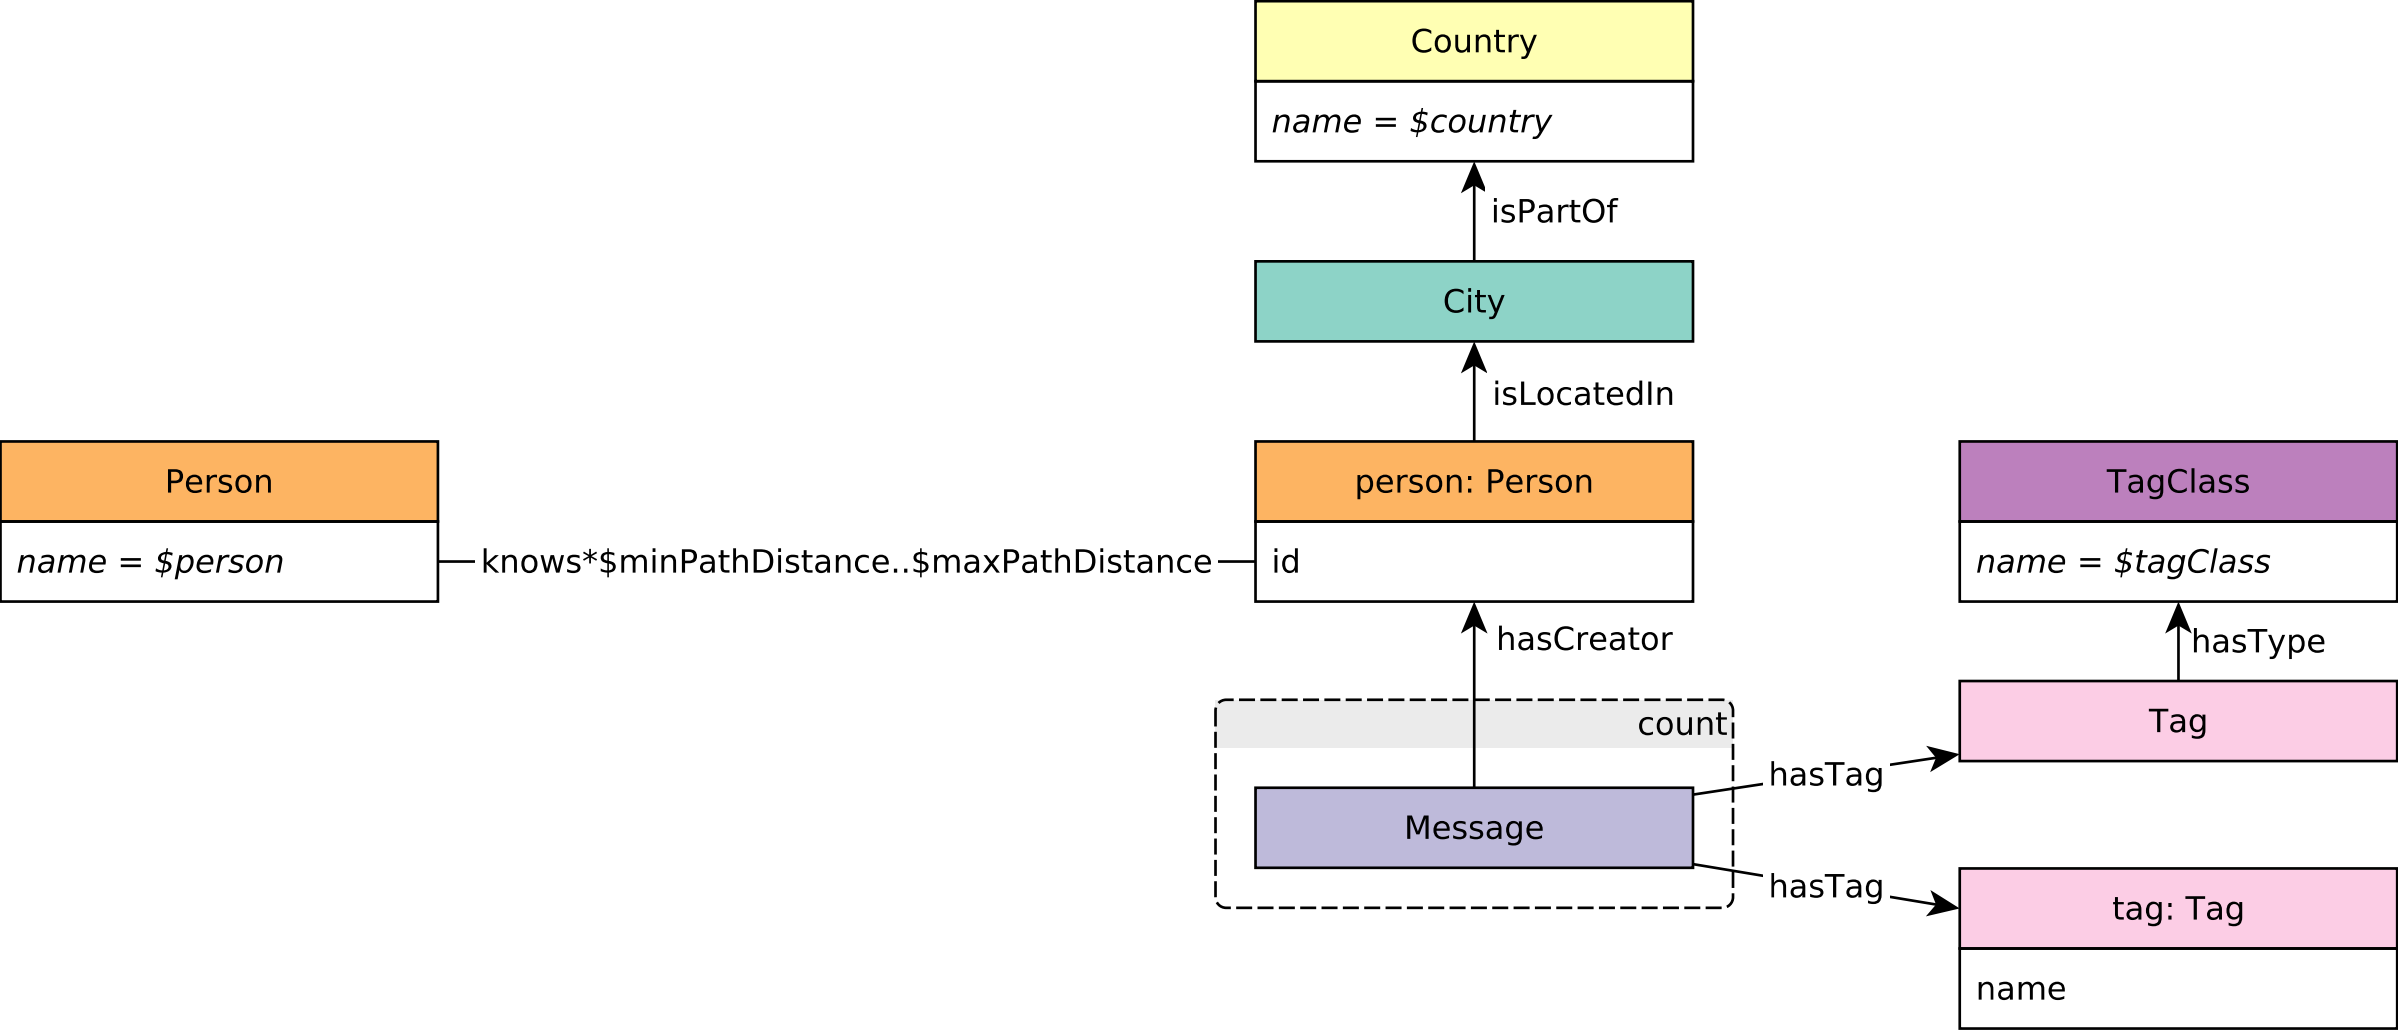 Country
name = $country
isPartOf
City
isLocatedIn
Person
name = $person
knows*$minPathDistance..$maxPathDistance
person: Person
id
TagClass
name = $tagClass
hasCreator
hasType
count
Tag
hasTag
Message
hasTag
tag: Tag
name